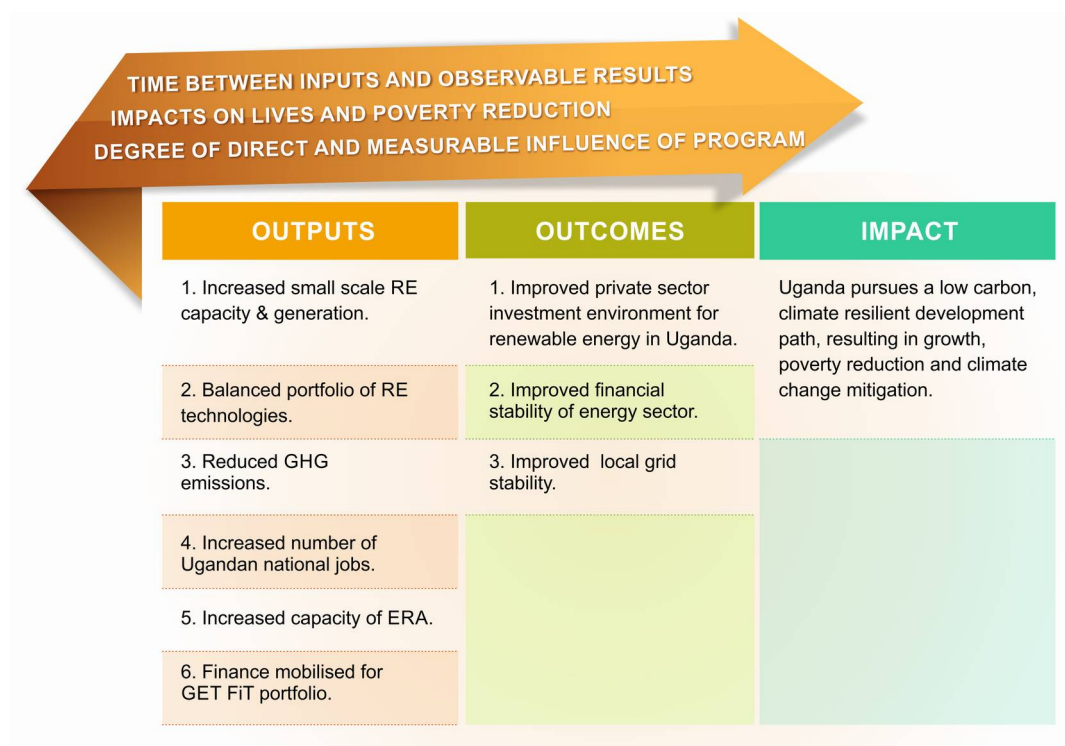 TIME BETWEEN INPUTS AND OBSERVABLE RESULTS
IMPACTS ON LIVES AND POVERTY REDUCTION
DEGREE OF DIRECT AND MEASURABLE INFLUENCE OF PROGRAM
OUTPUTS
1. Increased small scale RE
capacity & generation.
2. Balanced portfolio of RE
technologies.
3. Reduced GHG
emissions.
4. Increased number of
Ugandan national jobs.
5. Increased capacity of ERA.
6. Finance mobilised for
GET FiT portfolio.
OUTCOMES
1. Improved private sector
investment environment for
renewable energy in Uganda.
2. Improved financial
stability of energy sector.
3. Improved  local grid
stability.
IMPACT
Uganda pursues a low carbon,
climate resilient development
path, resulting in growth,
poverty reduction and climate
change mitigation.